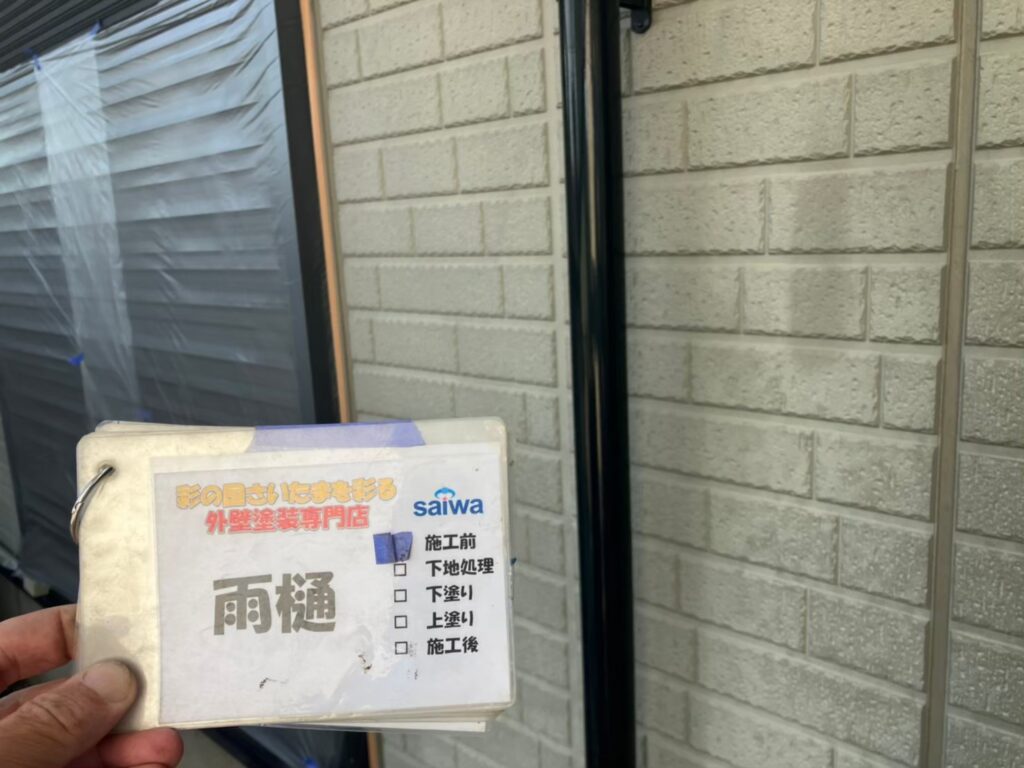 彩の国さいたまを彩る
外壁塗装専門店
saiwa
雨樋
施工前
□ 下地処理
□ 下塗り
□ 上塗り
□ 施工後